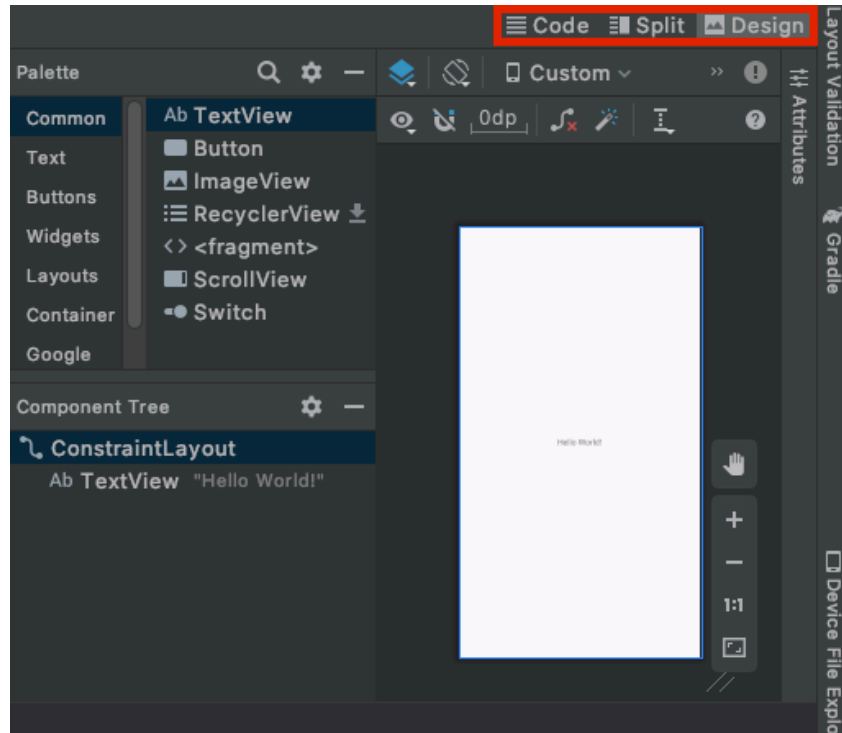 Code Split Design
Palette
Custom
Common
Text
Buttons
Widgets
Layouts
Container
Google
Ab TextView
Button
ImageView
RecyclerView
<> <fragment>
ScrollView
Switch
0dp
Component Tree
ConstraintLayout
Ab TextView "Hello World!"
Hello World!
1:1
Attributes
Layout Validation
Gradle
Device File Explo